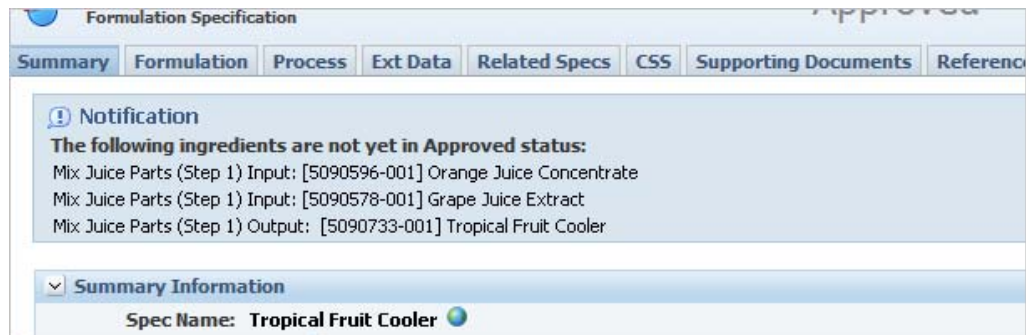 Formulation Specification
Approved
Summary Formulation Process Ext Data Related Specs CSS Supporting Documents
Notification
The following ingredients are not yet in Approved status:
Mix Juice Parts (Step 1) Input: [5090596-001] Orange Juice Concentrate
Mix Juice Parts (Step 1) Input: [5090578-001] Grape Juice Extract
Mix Juice Parts (Step 1) Output: [5090733-001] Tropical Fruit Cooler
Summary Information
Spec Name: Tropical Fruit Cooler